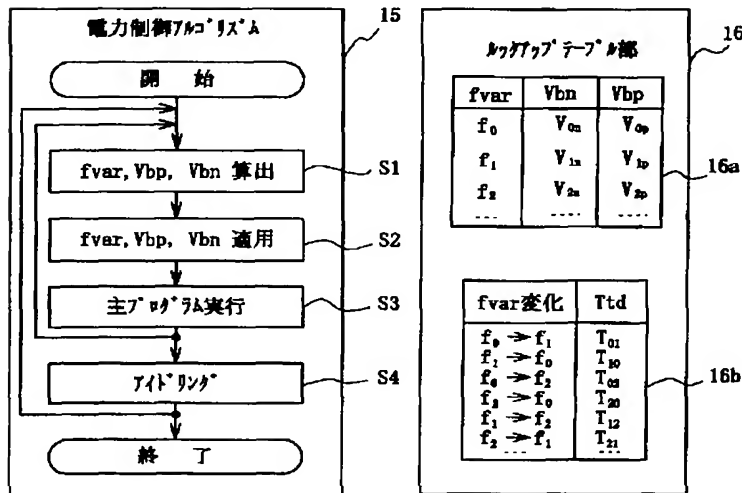 電力制御ｱﾙｺﾞﾘｽﾞﾑ
15
開 始
fvar,Vbp, Vbn 算出
S1
fvar,Vbp, Vbn 適用
S2
主ﾌﾟﾛｸﾞﾗﾑ実行
S3
ｱｲﾄﾞﾘﾝｸﾞ
S4
終 了
ﾙｯｸｱｯﾌﾟﾃｰﾌﾞﾙ部
16
fvar Vbn Vbp
f₀ V₀ₙ V₀ₚ
f₁ V₁ₙ V₁ₚ
f₂ V₂ₙ V₂ₚ
---- ---- ----
16a
fvar変化 Ttd
f₀→f₁ T₀₁
f₁→f₀ T₁₀
f₀→f₂ T₀₂
f₂→f₀ T₂₀
f₁→f₂ T₁₂
f₂→f₁ T₂₁
---- ----
16b